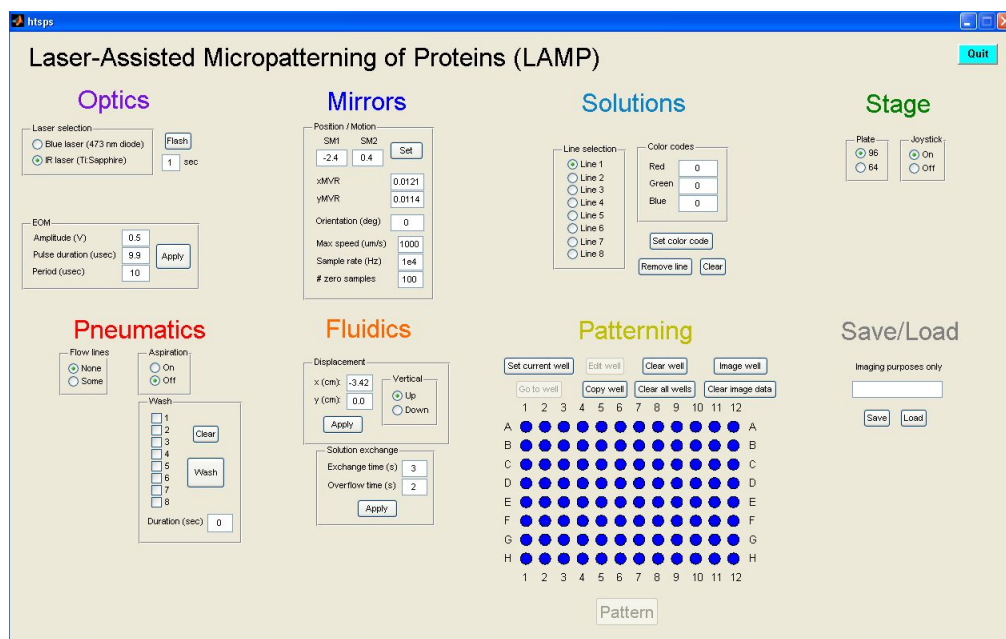 htsps
Laser-Assisted Micropatterning of Proteins (LAMP)
Quit
Optics
Laser selection
Blue laser (473 nm diode)
IR laser (Ti:Sapphire)
Flash
1 sec
EOM
Amplitude (V) 0.5
Pulse duration (usec) 9.9
Period (usec) 10
Apply
Mirrors
Position / Motion
SM1 SM2
-2.4 0.4 Set
xMVR 0.0121
yMVR 0.0114
Orientation (deg) 0
Max speed (um/s) 1000
Sample rate (Hz) 1e4
# zero samples 100
Solutions
Line selection
Line 1
Line 2
Line 3
Line 4
Line 5
Line 6
Line 7
Line 8
Color codes
Red 0
Green 0
Blue 0
Set color code
Remove line Clear
Stage
Plate
96
64
Joystick
On
Off
Pneumatics
Flow lines
None
Some
Aspiration
On
Off
Wash
1
2
3
4
5
6
7
8
Clear
Wash
Duration (sec) 0
Fluidics
Displacement
x (cm): -3.42
y (cm): 0.0
Apply
Vertical
Up
Down
Solution exchange
Exchange time (s) 3
Overflow time (s) 2
Apply
Patterning
Set current well Edit well Clear well Image well
Go to well Copy well Clear all wells Clear image data
1 2 3 4 5 6 7 8 9 10 11 12
A A
B B
C C
D D
E E
F F
G G
H H
1 2 3 4 5 6 7 8 9 10 11 12
Pattern
Save/Load
Imaging purposes only
Save Load